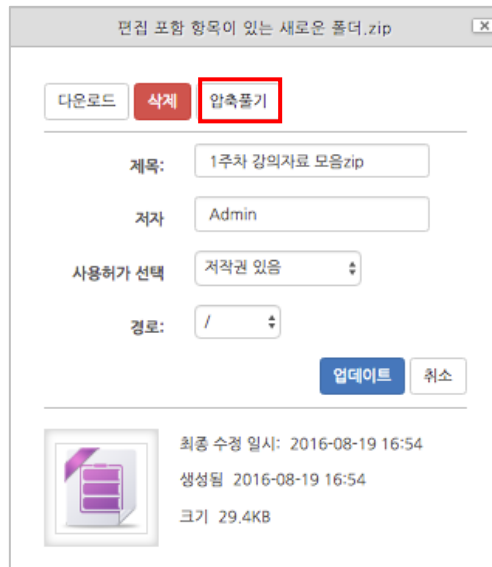 편집 포함 항목이 있는 새로운 폴더.zip
다운로드 삭제 압축풀기
제목: 1주차 강의자료 모음zip
저자 Admin
사용허가 선택 저작권 있음
경로: /
업데이트 취소
최종 수정 일시: 2016-08-19 16:54
생성됨 2016-08-19 16:54
크기 29.4KB